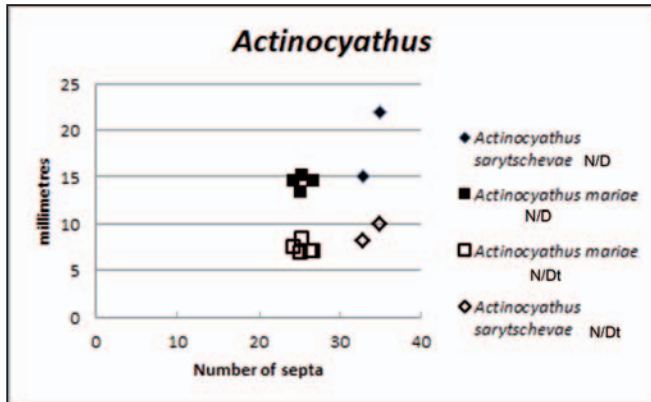 Actinocyathus
25
20
15
10
5
0
millimetres
0 10 20 30 40
Number of septa
Actinocyathus
sarytschevae N/D
Actinocyathus mariae
N/D
Actinocyathus mariae
N/Dt
Actinocyathus
sarytschevae N/Dt